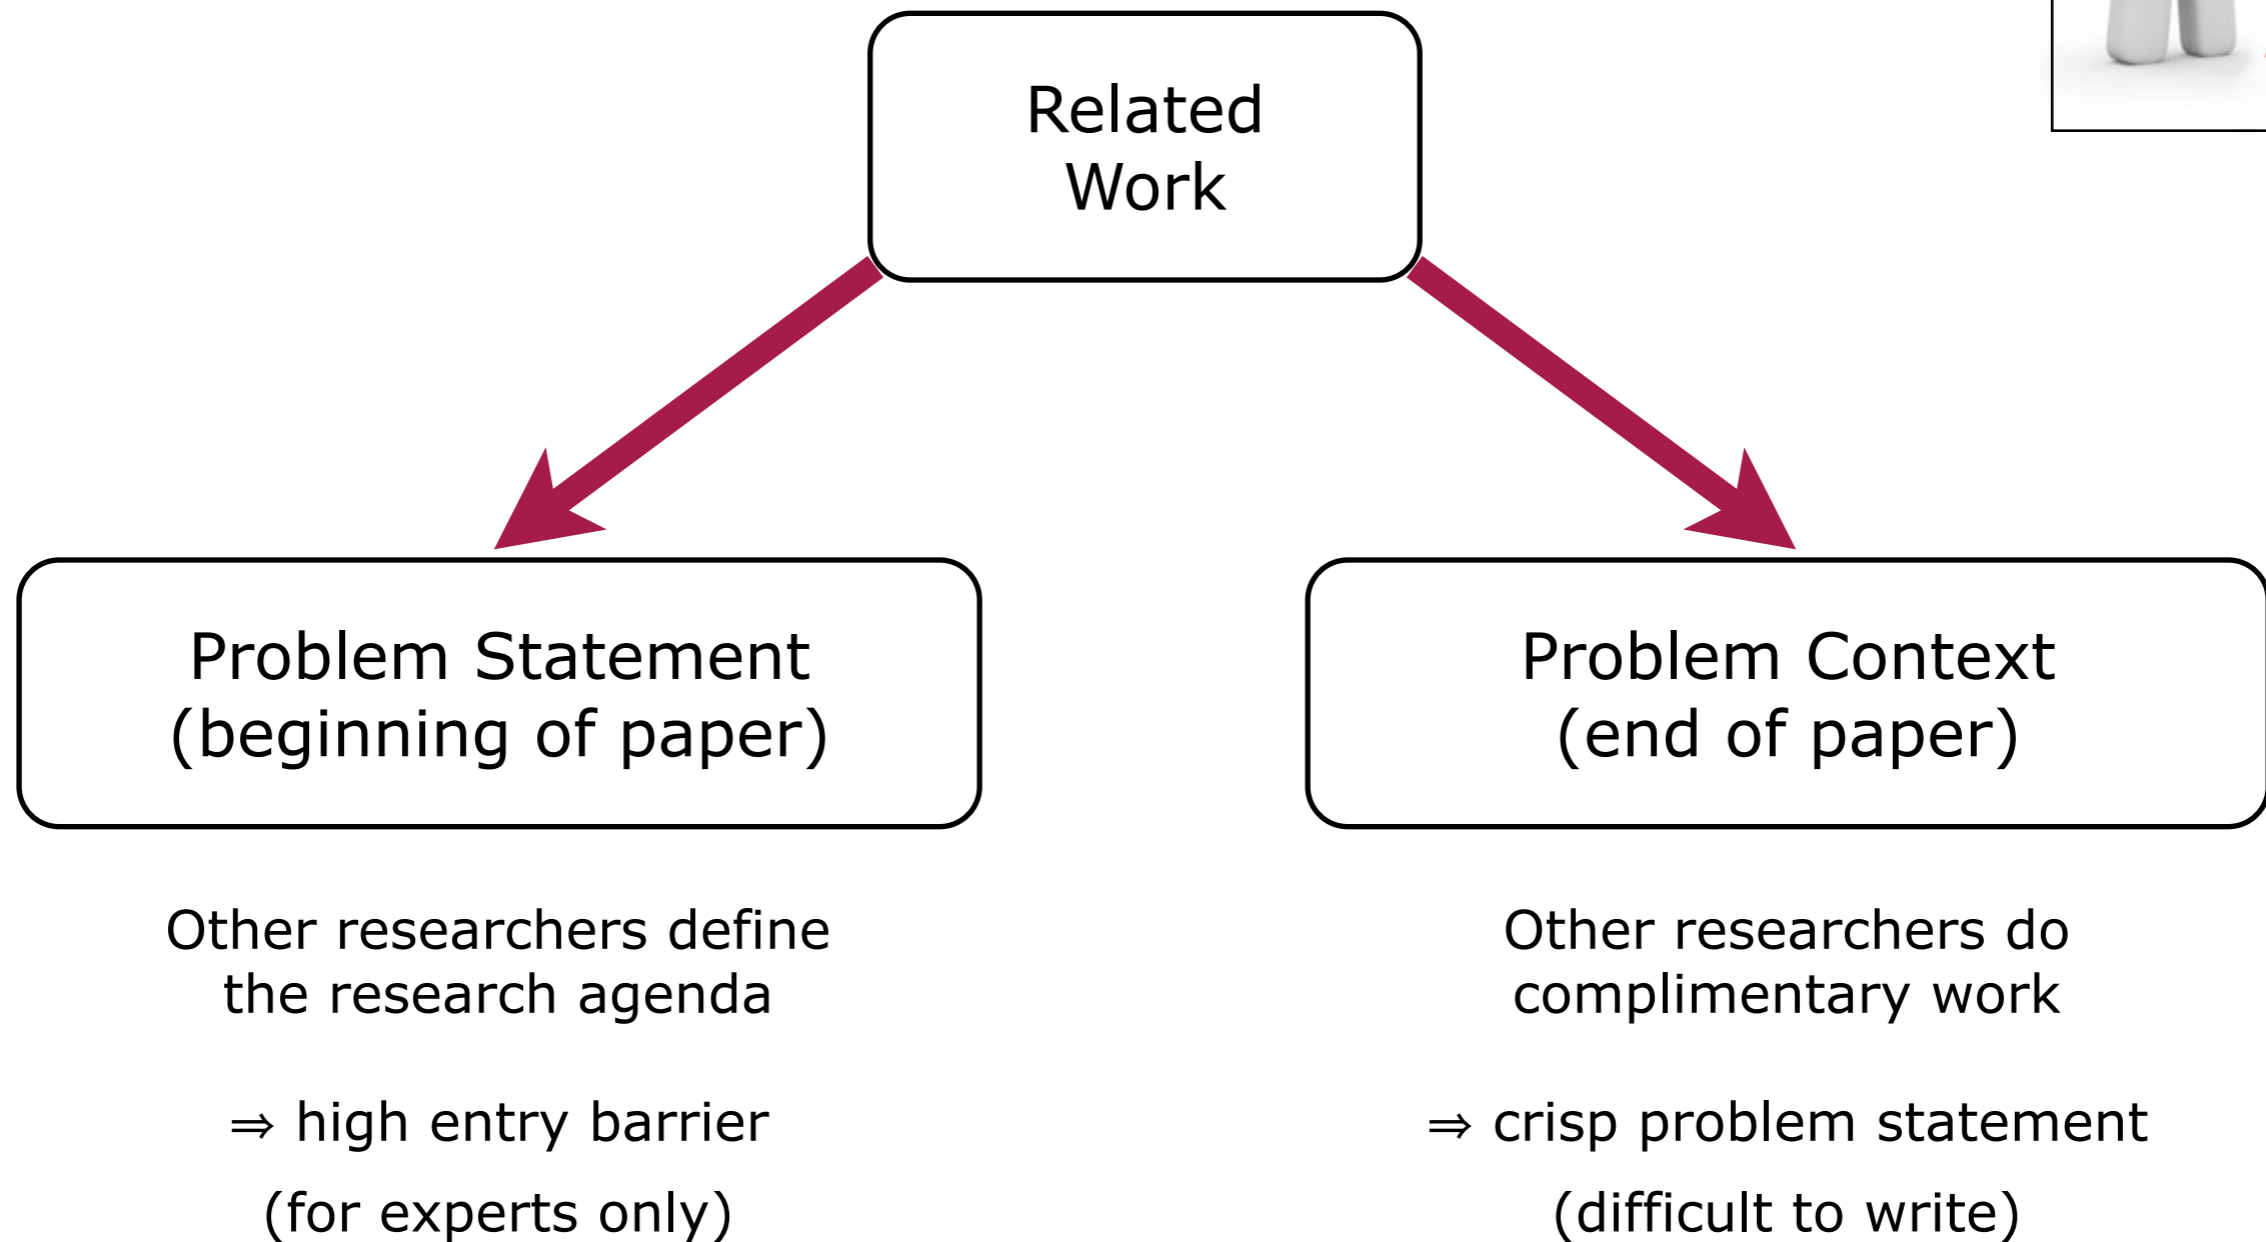 Related
Work
Problem Statement
(beginning of paper)
Problem Context
(end of paper)
Other researchers define
the research agenda
⇒ high entry barrier
(for experts only)
Other researchers do
complimentary work
⇒ crisp problem statement
(difficult to write)